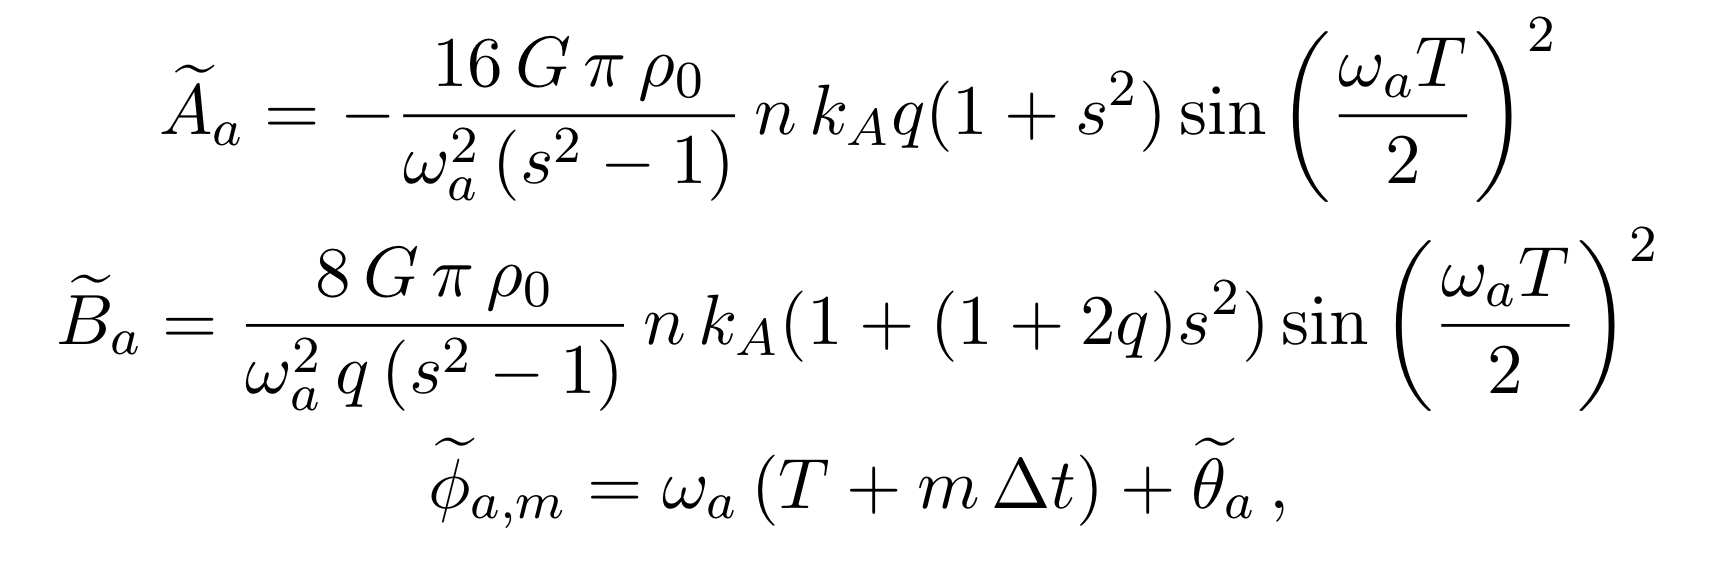 \widetilde{A}_a = -\frac{16\,G\,\pi\,\rho_0}{\omega_a^2\,(s^2-1)}\,n\,k_A q(1+s^2)\sin\left(\frac{\omega_a T}{2}\right)^2
\widetilde{B}_a = \frac{8\,G\,\pi\,\rho_0}{\omega_a^2\,q\,(s^2-1)}\,n\,k_A(1+(1+2q)s^2)\sin\left(\frac{\omega_a T}{2}\right)^2
\widetilde{\phi}_{a,m} = \omega_a\,(T+m\,\Delta t)+\widetilde{\theta}_a\,,